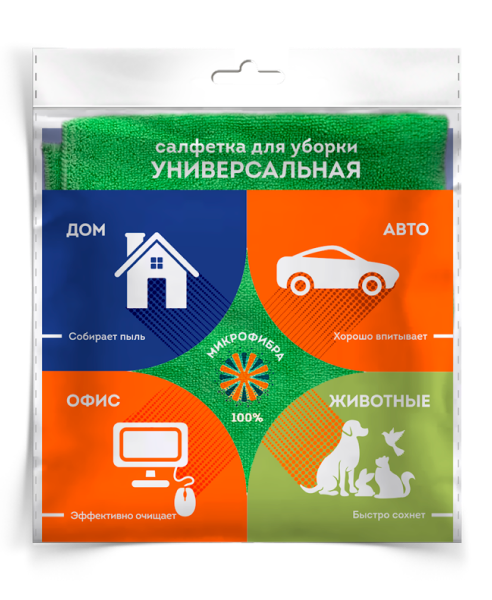 салфетка для уборки
УНИВЕРСАЛЬНАЯ
ДОМ
АВТО
Собирает пыль
Хорошо впитывает
МИКРОФИБРА
100%
ОФИС
ЖИВОТНЫЕ
Эффективно очищает
Быстро сохнет